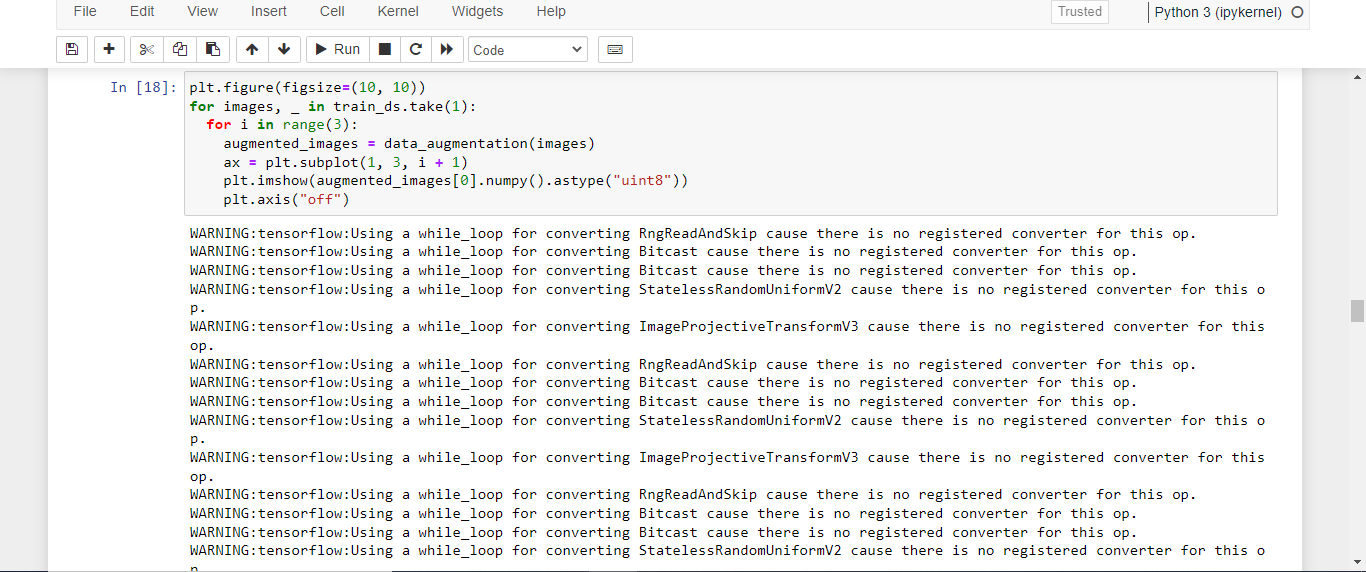 File Edit View Insert Cell Kernel Widgets Help Trusted Python 3 (ipykernel)
Run Code
In [18]: plt.figure(figsize=(10, 10))
for images, _ in train_ds.take(1):
for i in range(3):
augmented_images = data_augmentation(images)
ax = plt.subplot(1, 3, i + 1)
plt.imshow(augmented_images[0].numpy().astype("uint8"))
plt.axis("off")
WARNING:tensorflow:Using a while_loop for converting RngReadAndSkip cause there is no registered converter for this op.
WARNING:tensorflow:Using a while_loop for converting Bitcast cause there is no registered converter for this op.
WARNING:tensorflow:Using a while_loop for converting Bitcast cause there is no registered converter for this op.
WARNING:tensorflow:Using a while_loop for converting StatelessRandomUniformV2 cause there is no registered converter for this o
p.
WARNING:tensorflow:Using a while_loop for converting ImageProjectiveTransformV3 cause there is no registered converter for this
op.
WARNING:tensorflow:Using a while_loop for converting RngReadAndSkip cause there is no registered converter for this op.
WARNING:tensorflow:Using a while_loop for converting Bitcast cause there is no registered converter for this op.
WARNING:tensorflow:Using a while_loop for converting Bitcast cause there is no registered converter for this op.
WARNING:tensorflow:Using a while_loop for converting StatelessRandomUniformV2 cause there is no registered converter for this o
p.
WARNING:tensorflow:Using a while_loop for converting ImageProjectiveTransformV3 cause there is no registered converter for this
op.
WARNING:tensorflow:Using a while_loop for converting RngReadAndSkip cause there is no registered converter for this op.
WARNING:tensorflow:Using a while_loop for converting Bitcast cause there is no registered converter for this op.
WARNING:tensorflow:Using a while_loop for converting Bitcast cause there is no registered converter for this op.
WARNING:tensorflow:Using a while_loop for converting StatelessRandomUniformV2 cause there is no registered converter for this o